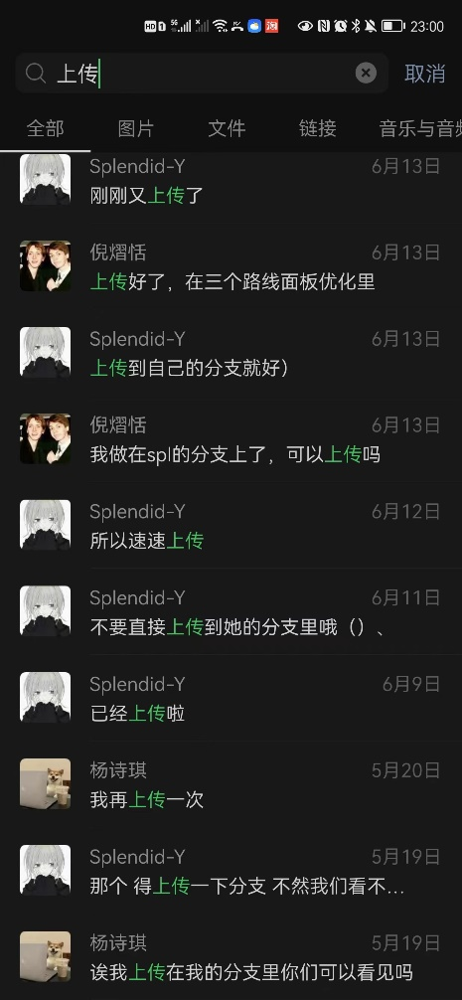 HD 1 5G 淘 23:00
上传 取消
全部 图片 文件 链接 音乐与音频
Splendid-Y 6月13日
刚刚又上传了
倪熠恬 6月13日
上传好了，在三个路线面板优化里
Splendid-Y 6月13日
上传到自己的分支就好）
倪熠恬 6月13日
我做在spl的分支上了，可以上传吗
Splendid-Y 6月12日
所以速速上传
Splendid-Y 6月11日
不要直接上传到她的分支里哦（）、
Splendid-Y 6月9日
已经上传啦
杨诗琪 5月20日
我再上传一次
Splendid-Y 5月19日
那个 得上传一下分支 不然我们看不...
杨诗琪 5月19日
诶我上传在我的分支里你们可以看见吗